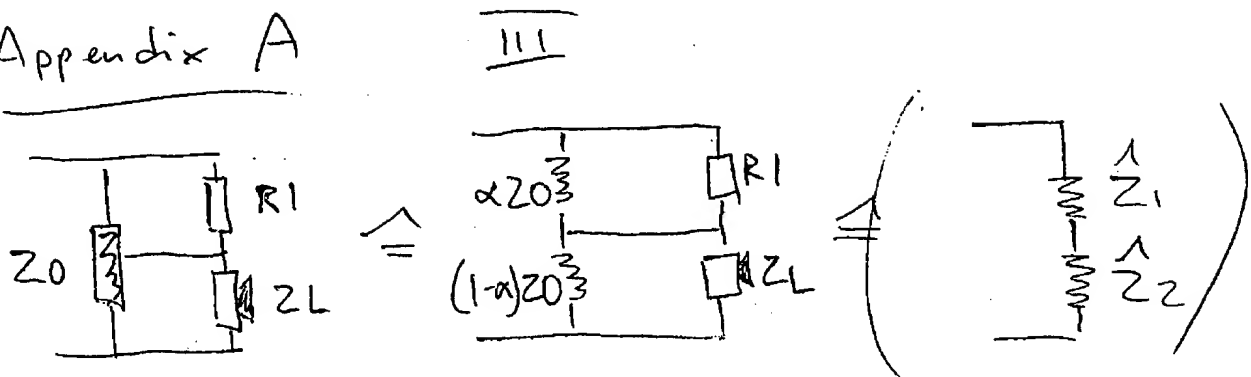 Appendix A
III
Z0
R1
ZL
≙
αZ0
(1-α)Z0
R1
ZL
≙
Ẑ1
Ẑ2